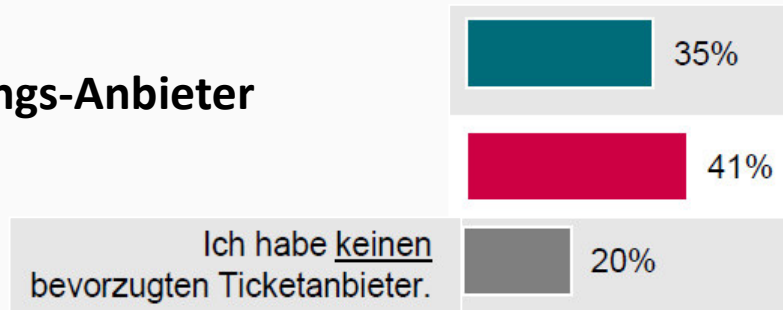 35%
ngs-Anbieter
41%
Ich habe keinen
bevorzugten Ticketanbieter.
20%